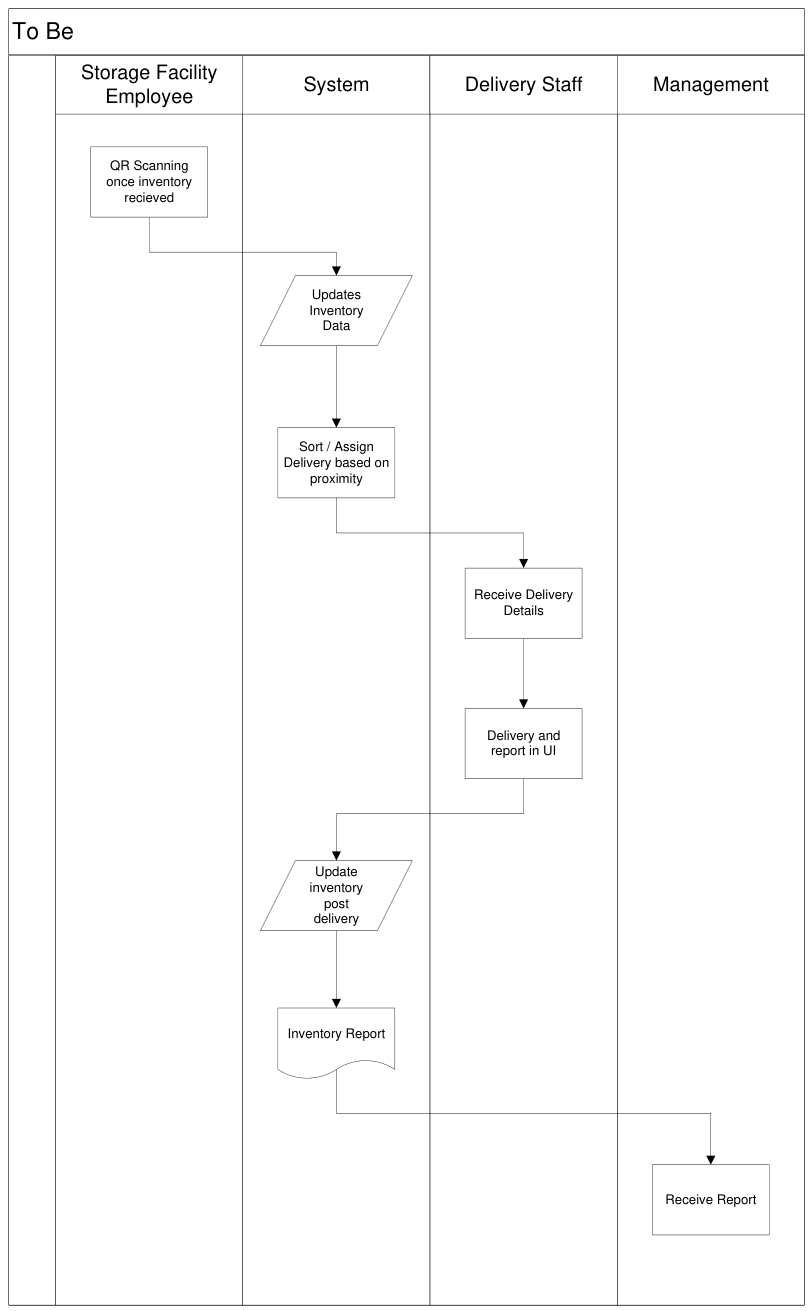 To Be
Storage Facility
Employee
System
Delivery Staff
Management
QR Scanning
once inventory
recieved
Updates
Inventory
Data
Sort / Assign
Delivery based on
proximity
Receive Delivery
Details
Delivery and
report in UI
Update
inventory
post
delivery
Inventory Report
Receive Report